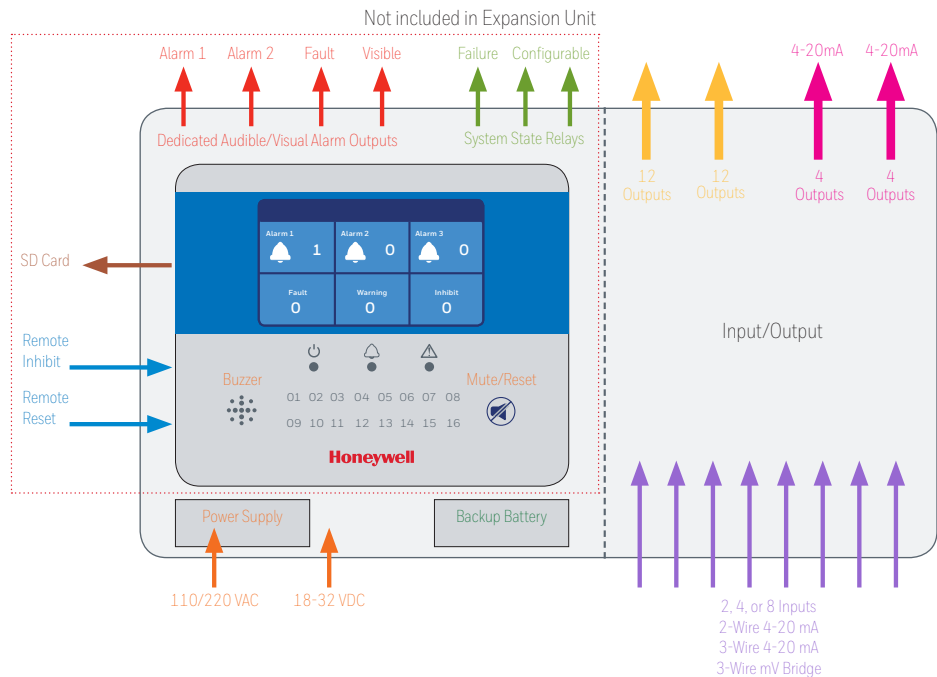 Not included in Expansion Unit
Alarm 1
Alarm 2
Fault
Visible
Failure
Configurable
4-20mA
4-20mA
Dedicated Audible/Visual Alarm Outputs
System State Relays
12
Outputs
12
Outputs
4
Outputs
4
Outputs
Alarm 1
1
Alarm 2
0
Alarm 3
0
Fault
0
Warning
0
Inhibit
0
SD Card
Input/Output
Remote
Inhibit
Remote
Reset
Buzzer
Mute/Reset
01 02 03 04 05 06 07 08
09 10 11 12 13 14 15 16
Honeywell
Power Supply
Backup Battery
110/220 VAC
18-32 VDC
2, 4, or 8 Inputs
2-Wire 4-20 mA
3-Wire 4-20 mA
3-Wire mV Bridge